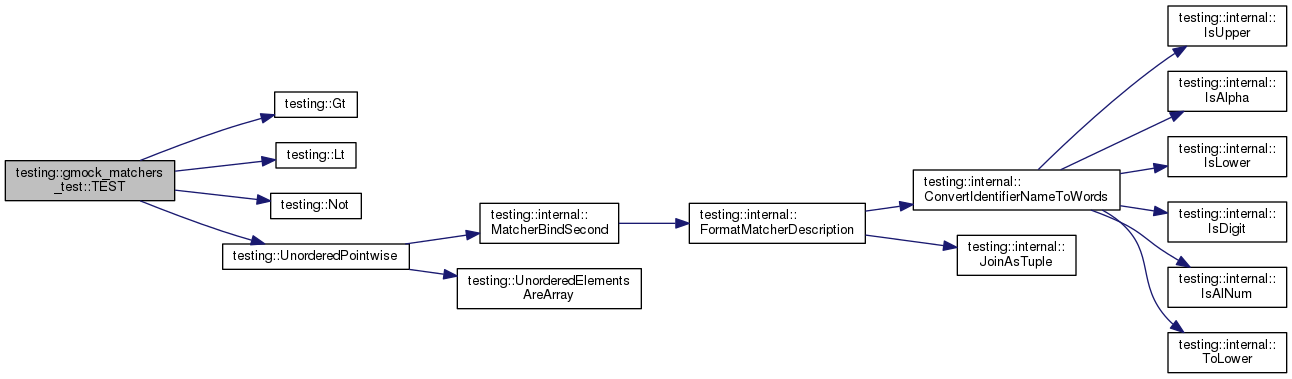 testing::gmock_matchers
_test::TEST
testing::Gt
testing::Lt
testing::Not
testing::UnorderedPointwise
testing::internal::
MatcherBindSecond
testing::UnorderedElements
AreArray
testing::internal::
FormatMatcherDescription
testing::internal::
ConvertIdentifierNameToWords
testing::internal::
JoinAsTuple
testing::internal::
IsUpper
testing::internal::
IsAlpha
testing::internal::
IsLower
testing::internal::
IsDigit
testing::internal::
IsAlNum
testing::internal::
ToLower